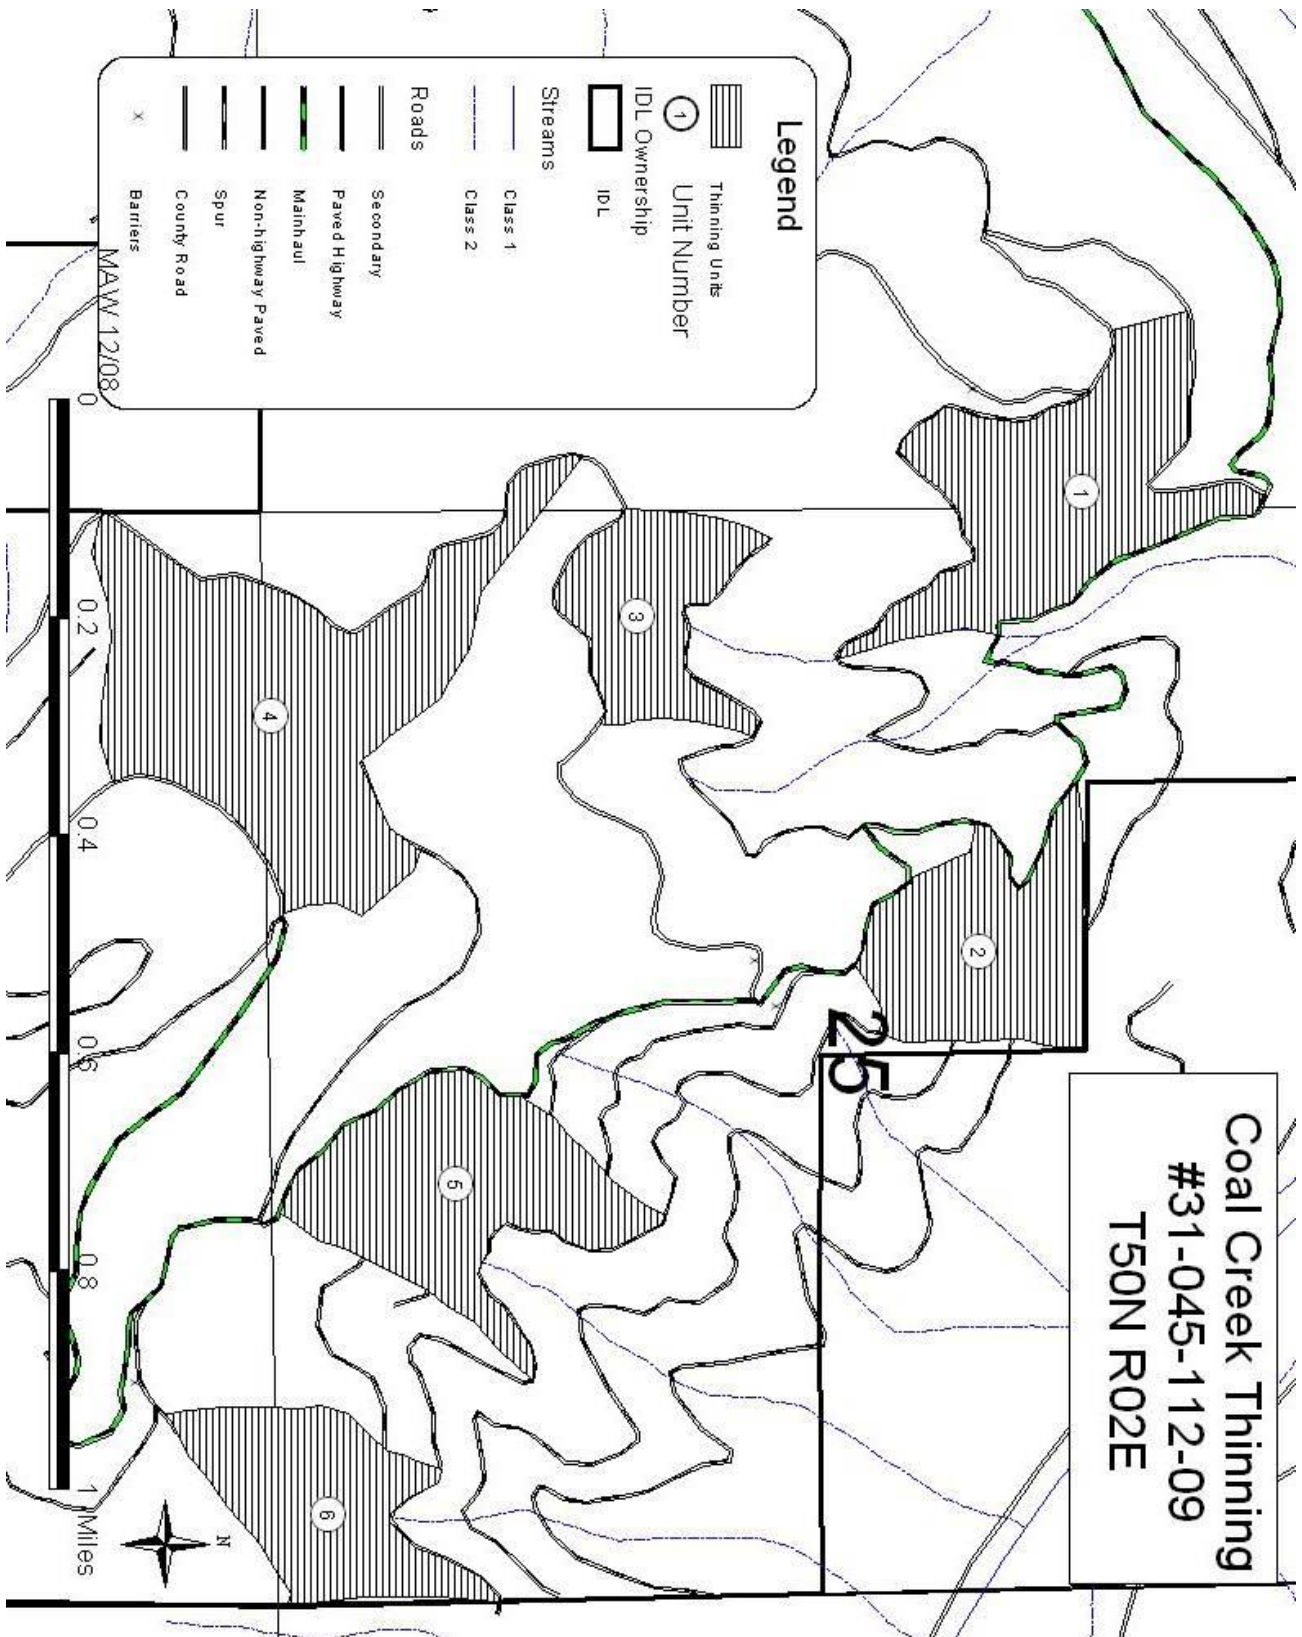 Coal Creek Thinning
#31-045-112-09
T50N R02E
Legend
Thinning Units
1
Unit Number
IDL Ownership
IDL
Streams
Class 1
Class 2
Roads
Secondary
Paved Highway
Mainhaul
Non-highway Paved
Spur
County Road
x
Barriers
MAW 12/08
1
2
3
4
5
6
25
x
x
N
0
0.2
0.4
0.6
0.8
1 Miles